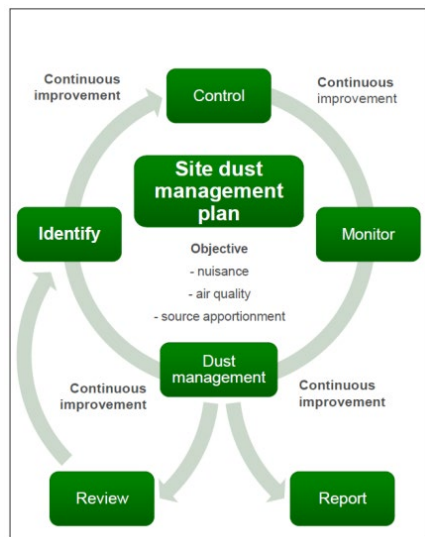 Continuous
improvement
Control
Continuous
improvement
Site dust
management
plan
Identify
Monitor
Objective
- nuisance
- air quality
- source apportionment
Dust
management
Continuous
improvement
Continuous
improvement
Review
Report